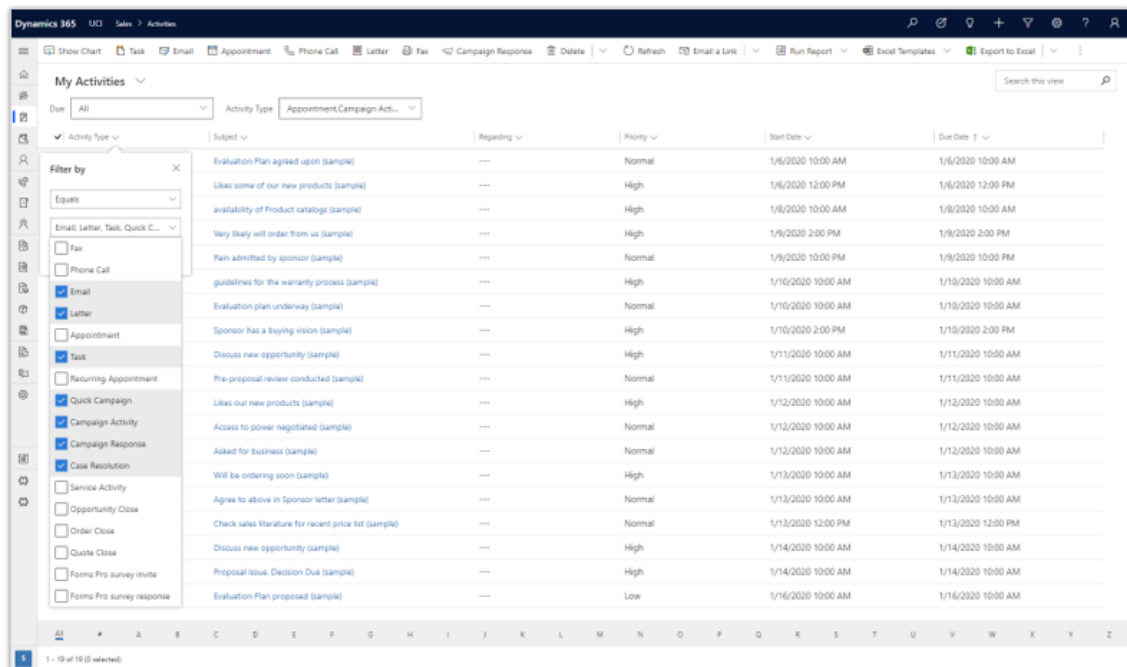 Dynamics 365 UCI Sales > Activities
Show Chart Task Email Appointment Phone Call Letter Fax Campaign Response Delete Refresh Email a Link Run Report Excel Templates Export to Excel
My Activities
Search this view
Due All Activity Type Appointment,Campaign Acti...
Activity Type Subject Regarding Priority Start Date Due Date ↑
Filter by
Equals
Email, Letter, Task, Quick C...
Fax
Phone Call
Email
Letter
Appointment
Task
Recurring Appointment
Quick Campaign
Campaign Activity
Campaign Response
Case Resolution
Service Activity
Opportunity Close
Order Close
Quote Close
Forms Pro survey invite
Forms Pro survey response
Evaluation Plan agreed upon (sample) --- Normal 1/6/2020 10:00 AM 1/6/2020 10:00 AM
Likes some of our new products (sample) --- High 1/6/2020 12:00 PM 1/6/2020 12:00 PM
availability of Product catalogs (sample) --- High 1/8/2020 10:00 AM 1/8/2020 10:00 AM
Very likely will order from us (sample) --- High 1/9/2020 2:00 PM 1/9/2020 2:00 PM
Pain admitted by sponsor (sample) --- Normal 1/9/2020 10:00 PM 1/9/2020 10:00 PM
guidelines for the warranty process (sample) --- High 1/10/2020 10:00 AM 1/10/2020 10:00 AM
Evaluation plan underway (sample) --- Normal 1/10/2020 10:00 AM 1/10/2020 10:00 AM
Sponsor has a buying vision (sample) --- High 1/10/2020 2:00 PM 1/10/2020 2:00 PM
Discuss new opportunity (sample) --- High 1/11/2020 10:00 AM 1/11/2020 10:00 AM
Pre-proposal review conducted (sample) --- Normal 1/11/2020 10:00 AM 1/11/2020 10:00 AM
Likes our new products (sample) --- High 1/12/2020 10:00 AM 1/12/2020 10:00 AM
Access to power negotiated (sample) --- Normal 1/12/2020 10:00 AM 1/12/2020 10:00 AM
Asked for business (sample) --- Normal 1/12/2020 10:00 AM 1/12/2020 10:00 AM
Will be ordering soon (sample) --- High 1/13/2020 10:00 AM 1/13/2020 10:00 AM
Agree to above in Sponsor letter (sample) --- Normal 1/13/2020 10:00 AM 1/13/2020 10:00 AM
Check sales literature for recent price list (sample) --- Normal 1/13/2020 12:00 PM 1/13/2020 12:00 PM
Discuss new opportunity (sample) --- High 1/14/2020 10:00 AM 1/14/2020 10:00 AM
Proposal Issue, Decision Due (sample) --- High 1/14/2020 10:00 AM 1/14/2020 10:00 AM
Evaluation Plan proposed (sample) --- Low 1/16/2020 10:00 AM 1/16/2020 10:00 AM
All # A B C D E F G H I J K L M N O P Q R S T U V W X Y Z
S 1 - 19 of 19 (0 selected)